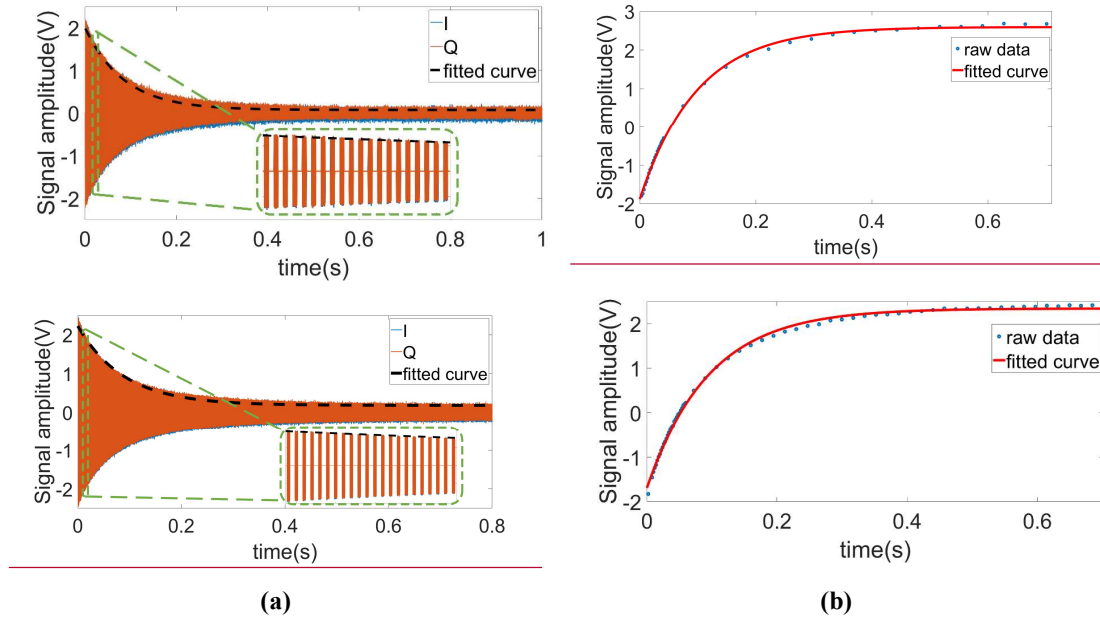 Signal amplitude(V)
2
1
0
-1
-2
I
Q
fitted curve
0
0.2
0.4
0.6
0.8
1
time(s)
Signal amplitude(V)
3
2
1
0
-1
-2
raw data
fitted curve
0
0.2
0.4
0.6
time(s)
Signal amplitude(V)
2
1
0
-1
-2
I
Q
fitted curve
0
0.2
0.4
0.6
0.8
time(s)
Signal amplitude(V)
2
1
0
-1
-2
raw data
fitted curve
0
0.2
0.4
0.6
time(s)
(a)
(b)